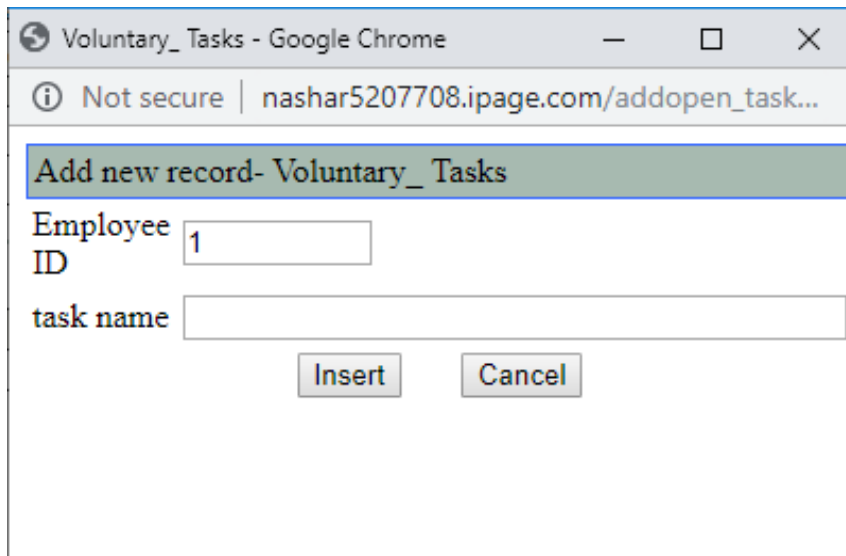 Voluntary_ Tasks - Google Chrome
Not secure | nashar5207708.ipage.com/addopen_task...
Add new record- Voluntary_ Tasks
Employee
ID
1
task name
Insert Cancel